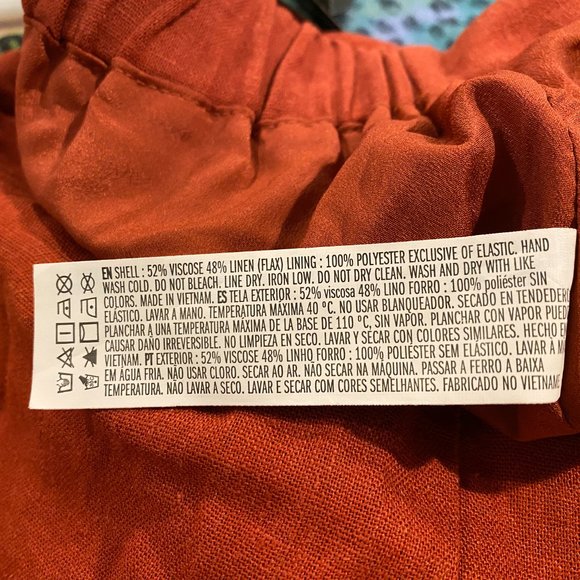 EN SHELL : 52% VISCOSE 48% LINEN (FLAX) LINING : 100% POLYESTER EXCLUSIVE OF ELASTIC. HAND
WASH COLD. DO NOT BLEACH. LINE DRY. IRON LOW. DO NOT DRY CLEAN. WASH AND DRY WITH LIKE
COLORS. MADE IN VIETNAM. ES TELA EXTERIOR : 52% viscosa 48% LINO FORRO : 100% poliéster SIN
ELÁSTICO. LAVAR A MANO. TEMPERATURA MÁXIMA 40 °C. NO USAR BLANQUEADOR. SECADO EN TENDEDERO
PLANCHAR A UNA TEMPERATURA MÁXIMA DE LA BASE DE 110 °C, SIN VAPOR. PLANCHAR CON VAPOR PUEDE
CAUSAR DAÑO IRREVERSIBLE. NO LIMPIEZA EN SECO. LAVAR Y SECAR CON COLORES SIMILARES. HECHO EN
VIETNAM. PT EXTERIOR : 52% VISCOSE 48% LINHO FORRO : 100% POLIÉSTER SEM ELÁSTICO. LAVAR A
EM ÁGUA FRIA. NÃO USAR CLORO. SECAR AO AR. NÃO SECAR NA MÁQUINA. PASSAR A FERRO A BAIXA
TEMPERATURA. NÃO LAVAR A SECO. LAVAR E SECAR COM CORES SEMELHANTES. FABRICADO NO VIETNAME